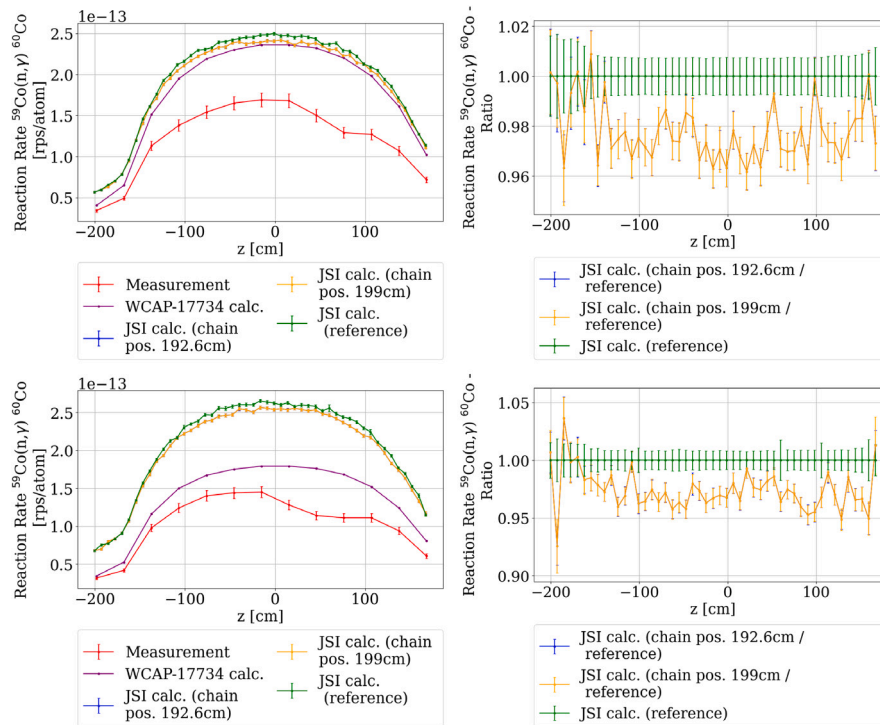 1e−13
Reaction Rate ⁵⁹Co(n,γ) ⁶⁰Co
[rps/atom]
2.5
2.0
1.5
1.0
0.5
−200
−100
0
100
z [cm]
Measurement
WCAP-17734 calc.
JSI calc. (chain
pos. 192.6cm)
JSI calc. (chain
pos. 199cm)
JSI calc.
(reference)
Reaction Rate ⁵⁹Co(n,γ) ⁶⁰Co -
Ratio
1.02
1.00
0.98
0.96
−200
−100
0
100
z [cm]
JSI calc. (chain pos. 192.6cm /
reference)
JSI calc. (chain pos. 199cm /
reference)
JSI calc. (reference)
1e−13
Reaction Rate ⁵⁹Co(n,γ) ⁶⁰Co
[rps/atom]
2.5
2.0
1.5
1.0
0.5
−200
−100
0
100
z [cm]
Measurement
WCAP-17734 calc.
JSI calc. (chain
pos. 192.6cm)
JSI calc. (chain
pos. 199cm)
JSI calc.
(reference)
Reaction Rate ⁵⁹Co(n,γ) ⁶⁰Co -
Ratio
1.05
1.00
0.95
0.90
−200
−100
0
100
z [cm]
JSI calc. (chain pos. 192.6cm /
reference)
JSI calc. (chain pos. 199cm /
reference)
JSI calc. (reference)